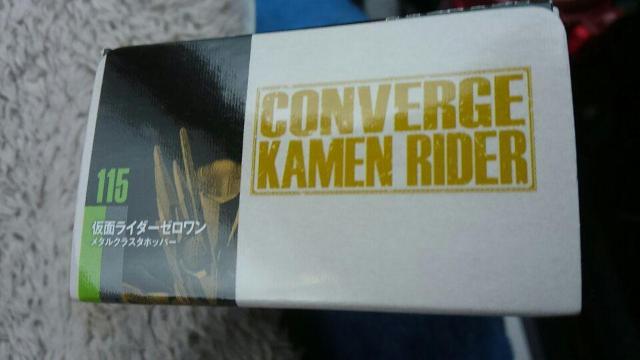 115
仮面ライダーゼロワン
メタルクラスタホッパー
CONVERGE
KAMEN RIDER